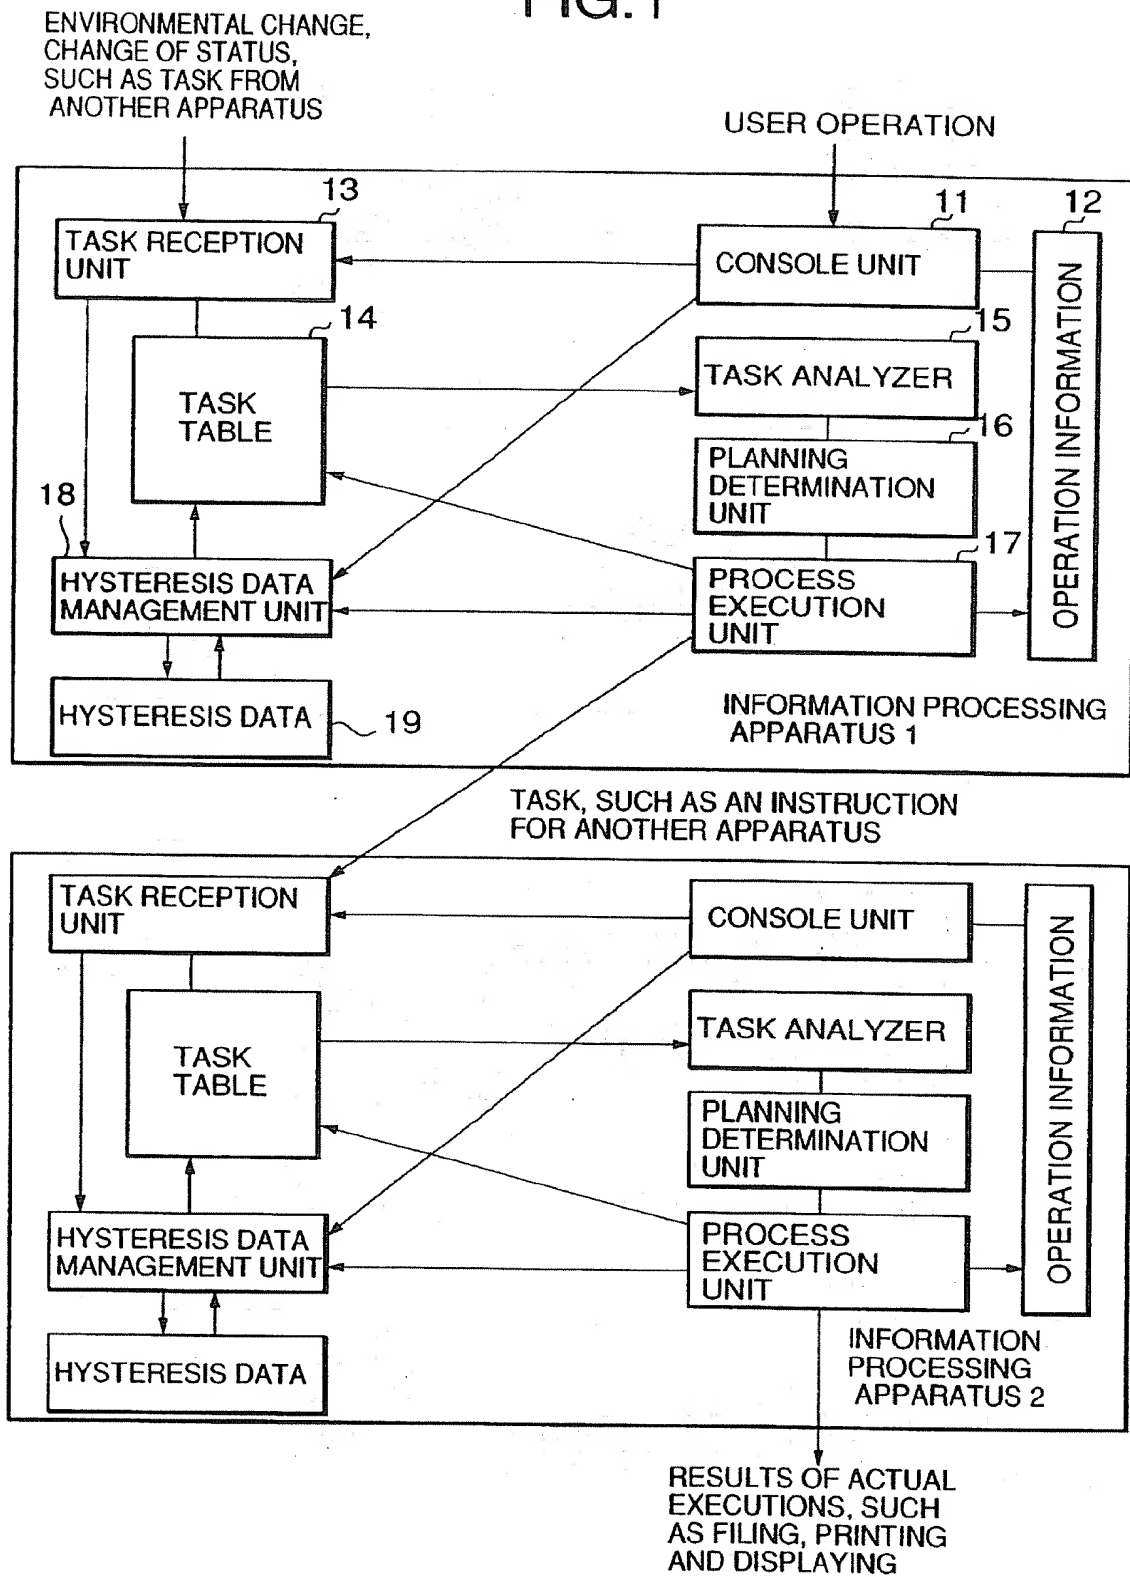 FIG.1
ENVIRONMENTAL CHANGE,
CHANGE OF STATUS,
SUCH AS TASK FROM
ANOTHER APPARATUS
USER OPERATION
13
TASK RECEPTION
UNIT
11
CONSOLE UNIT
12
OPERATION INFORMATION
14
TASK
TABLE
15
TASK ANALYZER
16
PLANNING
DETERMINATION
UNIT
18
HYSTERESIS DATA
MANAGEMENT UNIT
17
PROCESS
EXECUTION
UNIT
HYSTERESIS DATA
19
INFORMATION PROCESSING
APPARATUS 1
TASK, SUCH AS AN INSTRUCTION
FOR ANOTHER APPARATUS
TASK RECEPTION
UNIT
CONSOLE UNIT
OPERATION INFORMATION
TASK
TABLE
TASK ANALYZER
PLANNING
DETERMINATION
UNIT
HYSTERESIS DATA
MANAGEMENT UNIT
PROCESS
EXECUTION
UNIT
HYSTERESIS DATA
INFORMATION
PROCESSING
APPARATUS 2
RESULTS OF ACTUAL
EXECUTIONS, SUCH
AS FILING, PRINTING
AND DISPLAYING